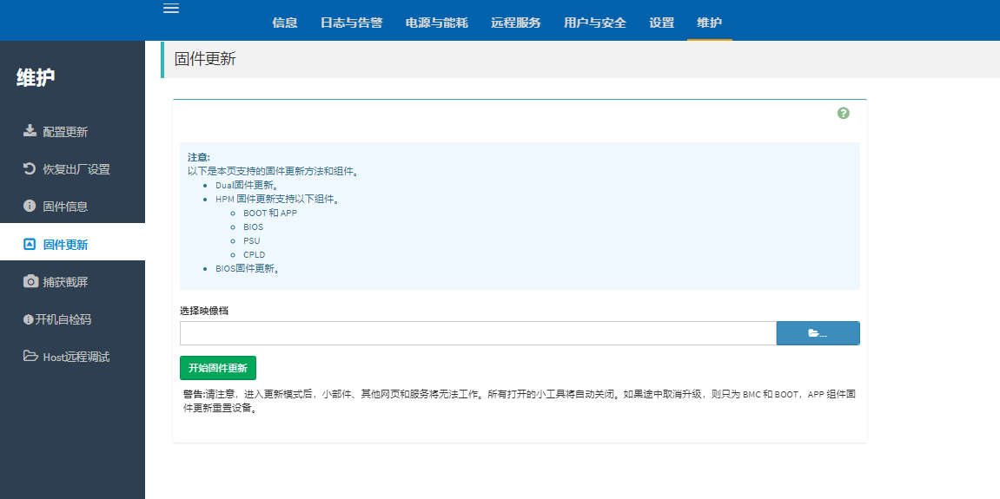 信息 日志与告警 电源与能耗 远程服务 用户与安全 设置 维护
维护
配置更新
恢复出厂设置
固件信息
固件更新
捕获截屏
开机自检码
Host远程调试
固件更新
注意:
以下是本页支持的固件更新方法和组件。
Dual固件更新。
HPM 固件更新支持以下组件。
BOOT 和 APP
BIOS
PSU
CPLD
BIOS固件更新。
选择映像档
...
开始固件更新
警告:请注意，进入更新模式后，小部件、其他网页和服务将无法工作。所有打开的小工具将自动关闭。如果途中取消升级，则只为 BMC 和 BOOT，APP 组件固
件更新重置设备。